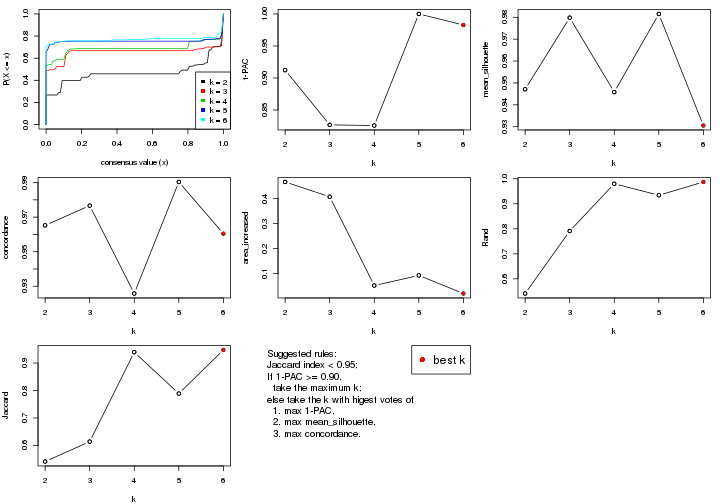 P(X <= x)
0.0 0.2 0.4 0.6 0.8 1.0
0.0 0.2 0.4 0.6 0.8 1.0
consensus value (x)
k = 2
k = 3
k = 4
k = 5
k = 6
1-PAC
0.85 0.90 0.95 1.00
2 3 4 5 6
k
mean_silhouette
0.93 0.94 0.95 0.96 0.97 0.98
2 3 4 5 6
k
concordance
0.93 0.95 0.97 0.99
2 3 4 5 6
k
area_increased
0.1 0.2 0.3 0.4
2 3 4 5 6
k
Rand
0.6 0.7 0.8 0.9 1.0
2 3 4 5 6
k
Jaccard
0.6 0.7 0.8 0.9
2 3 4 5 6
k
Suggested rules:
Jaccard index < 0.95;
If 1-PAC >= 0.90,
take the maximum k;
else take the k with higest votes of
1. max 1-PAC,
2. max mean_silhouette,
3. max concordance.
best k